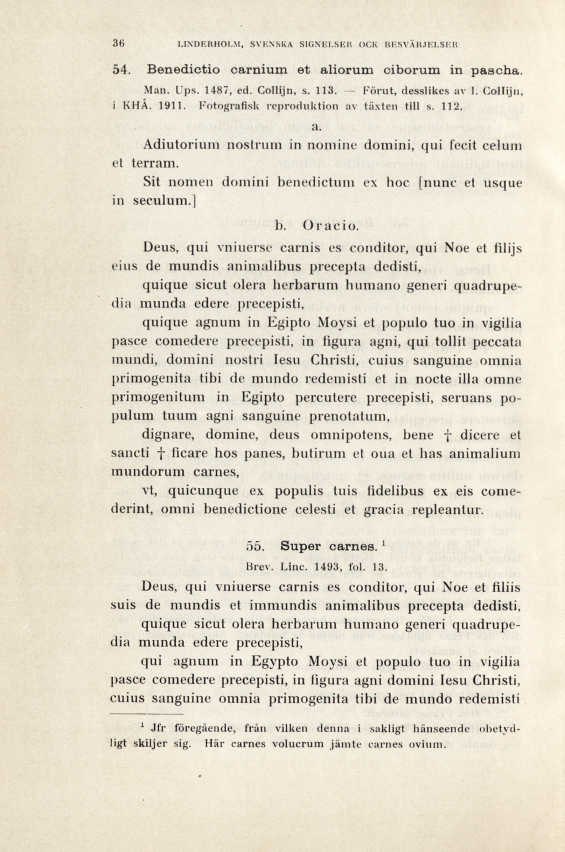 36 LINDERHOLM, SVENSKA SIGNELSER OCK BESVÄRJELSER
54. Benedictio carnium et aliorum ciborum in pascha.
Man. Ups. 1487, ed. Collijn, s. 113. — Förut, desslikes av I. Collijn,
i KHÅ. 1911. Fotografisk reproduktion av täxten till s. 112.
a.
Adiutorium nostrum in nomine domini, qui fecit celum
et terram.
Sit nomen domini benedictum ex hoc [nunc et usque
in seculum.]
b. Oracio.
Deus, qui vniuerse carnis es conditor, qui Noe et filijs
eius de mundis animalibus precepta dedisti,
quique sicut olera herbarum humano generi quadrupe-
dia munda edere precepisti,
quique agnum in Egipto Moysi et populo tuo in vigilia
pasce comedere precepisti, in figura agni, qui tollit peccata
mundi, domini nostri Iesu Christi, cuius sanguine omnia
primogenita tibi de mundo redemisti et in nocte illa omne
primogenitum in Egipto percutere precepisti, seruans po-
pulum tuum agni sanguine prenotatum,
dignare, domine, deus omnipotens, bene † dicere et
sancti † ficare hos panes, butirum et oua et has animalium
mundorum carnes,
vt, quicunque ex populis tuis fidelibus ex eis come-
derint, omni benedictione celesti et gracia repleantur.
55. Super carnes. ¹
Brev. Linc. 1493, fol. 13.
Deus, qui vniuerse carnis es conditor, qui Noe et filiis
suis de mundis et immundis animalibus precepta dedisti,
quique sicut olera herbarum humano generi quadrupe-
dia munda edere precepisti,
qui agnum in Egypto Moysi et populo tuo in vigilia
pasce comedere precepisti, in figura agni domini Iesu Christi,
cuius sanguine omnia primogenita tibi de mundo redemisti
¹ Jfr föregående, från vilken denna i sakligt hänseende obetyd-
ligt skiljer sig. Här carnes volucrum jämte carnes ovium.